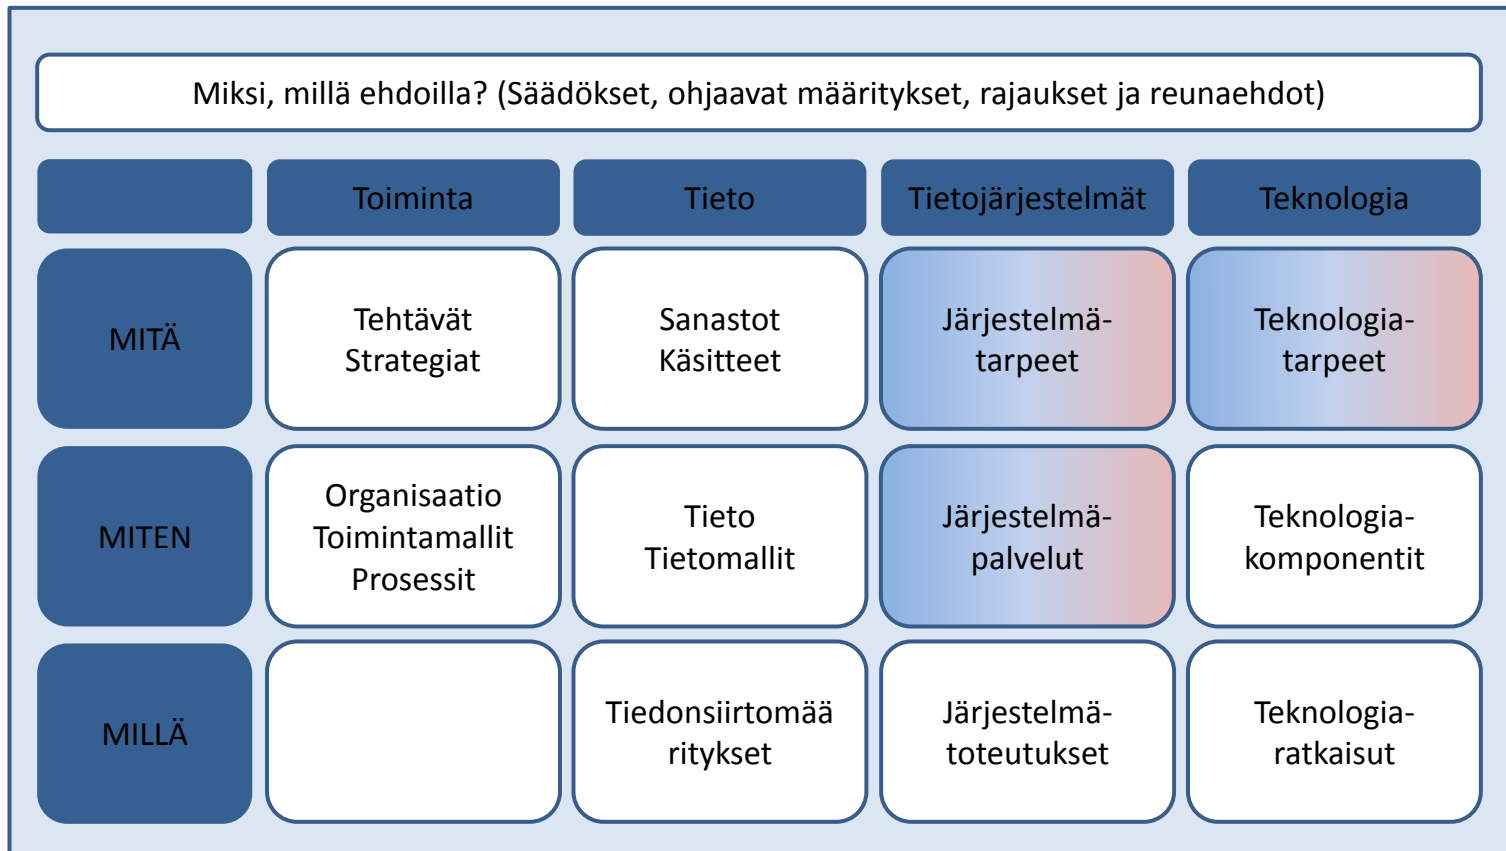 Miksi, millä ehdoilla? (Säädökset, ohjaavat määritykset, rajaukset ja reunaehdot)
Toiminta
Tieto
Tietojärjestelmät
Teknologia
MITÄ
Tehtävät
Strategiat
Sanastot
Käsitteet
Järjestelmä-
tarpeet
Teknologia-
tarpeet
MITEN
Organisaatio
Toimintamallit
Prosessit
Tieto
Tietomallit
Järjestelmä-
palvelut
Teknologia-
komponentit
MILLÄ
Tiedonsiirtomää
ritykset
Järjestelmä-
toteutukset
Teknologia-
ratkaisut